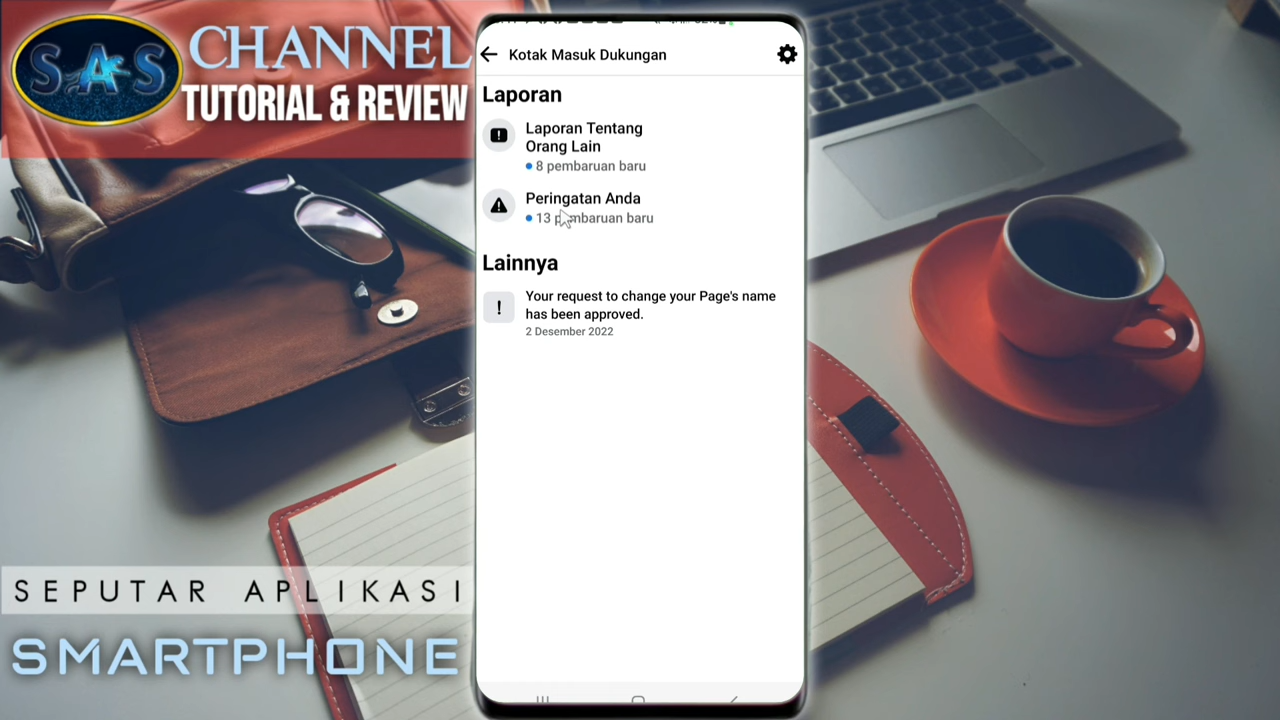 SAS
CHANNEL
TUTORIAL & REVIEW
Kotak Masuk Dukungan
Laporan
Laporan Tentang
Orang Lain
8 pembaruan baru
Peringatan Anda
13 pembaruan baru
Lainnya
Your request to change your Page's name
has been approved.
2 Desember 2022
SEPUTAR APLIKASI
SMARTPHONE